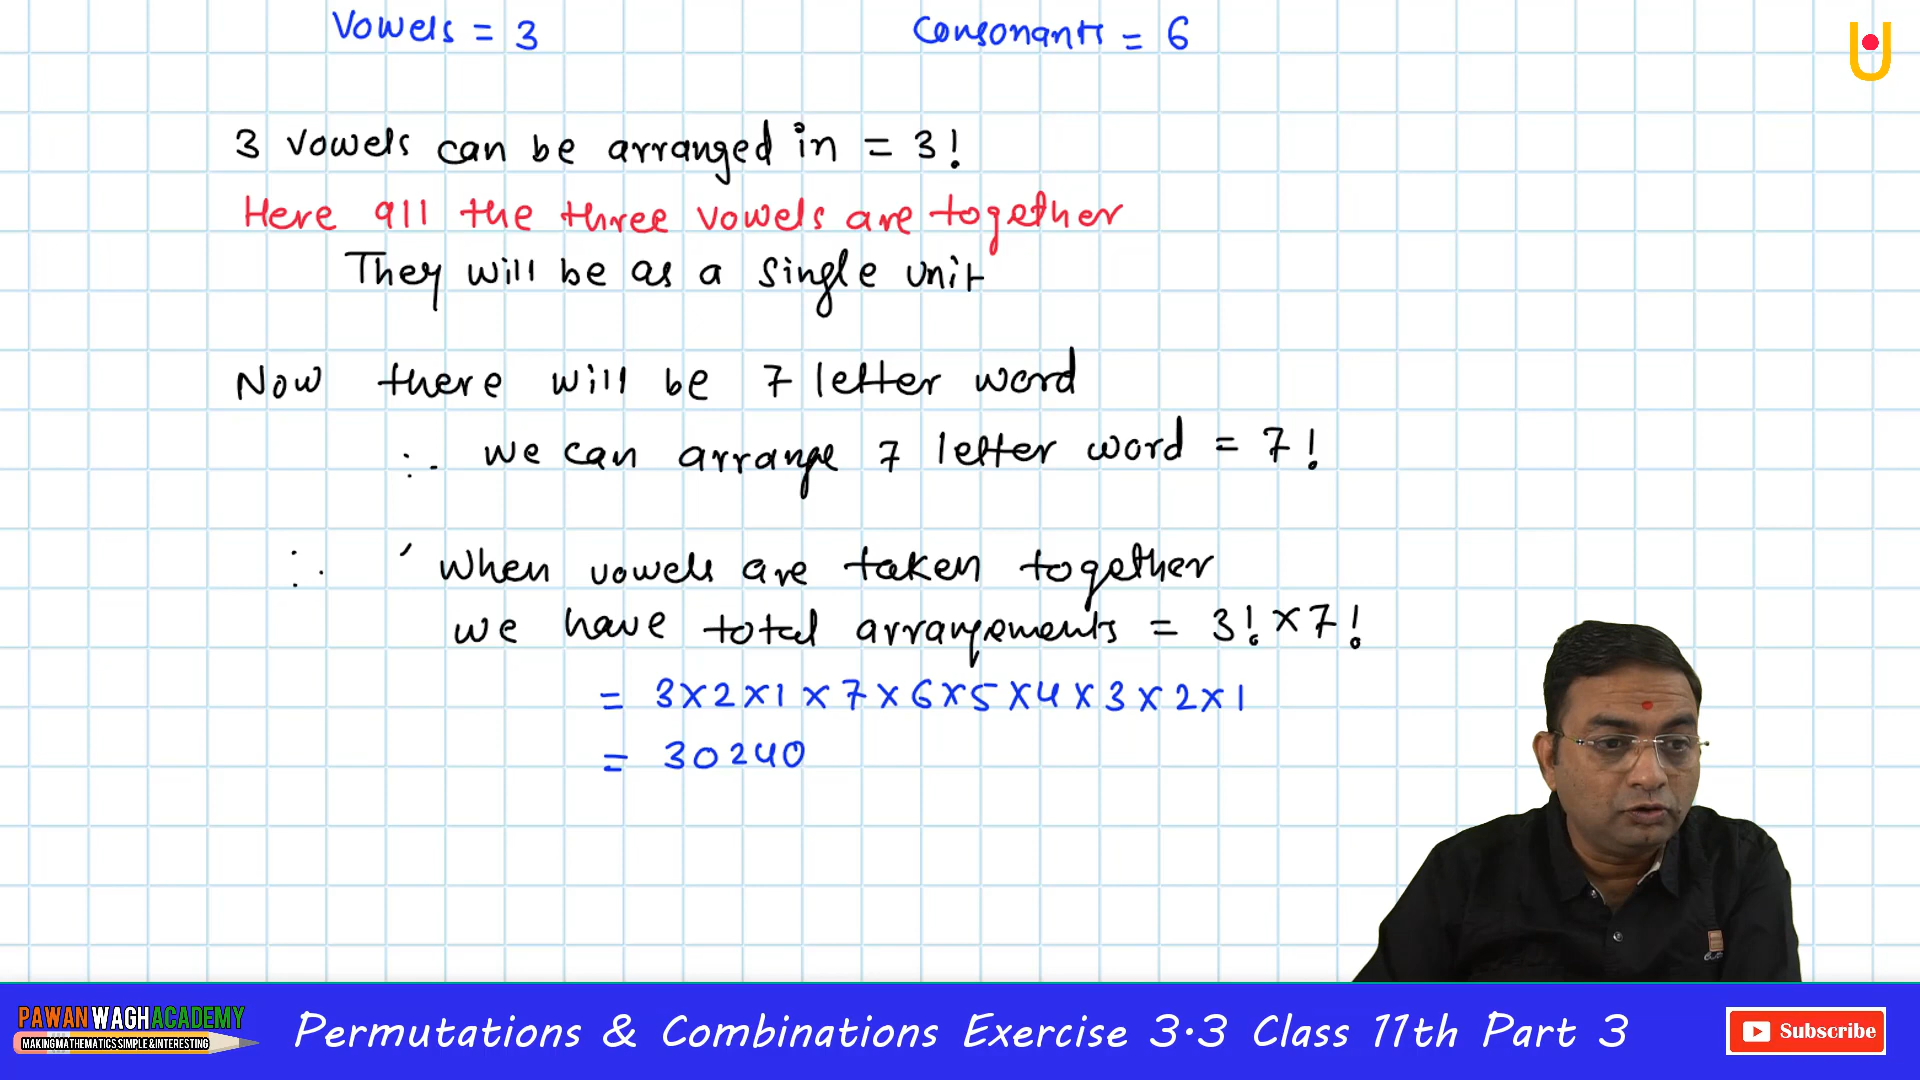 Vowels = 3 Consonants = 6
3 vowels can be arranged in = 3!
Here all the three vowels are together
They will be as a single unit
Now there will be 7 letter word
∴ we can arrange 7 letter word = 7!
∴ ' When vowels are taken together
we have total arrangements = 3! × 7!
= 3×2×1×7×6×5×4×3×2×1
= 30240
PAWAN WAGH ACADEMY
MAKING MATHEMATICS SIMPLE & INTERESTING
Permutations & Combinations Exercise 3.3 Class 11th Part 3
Subscribe